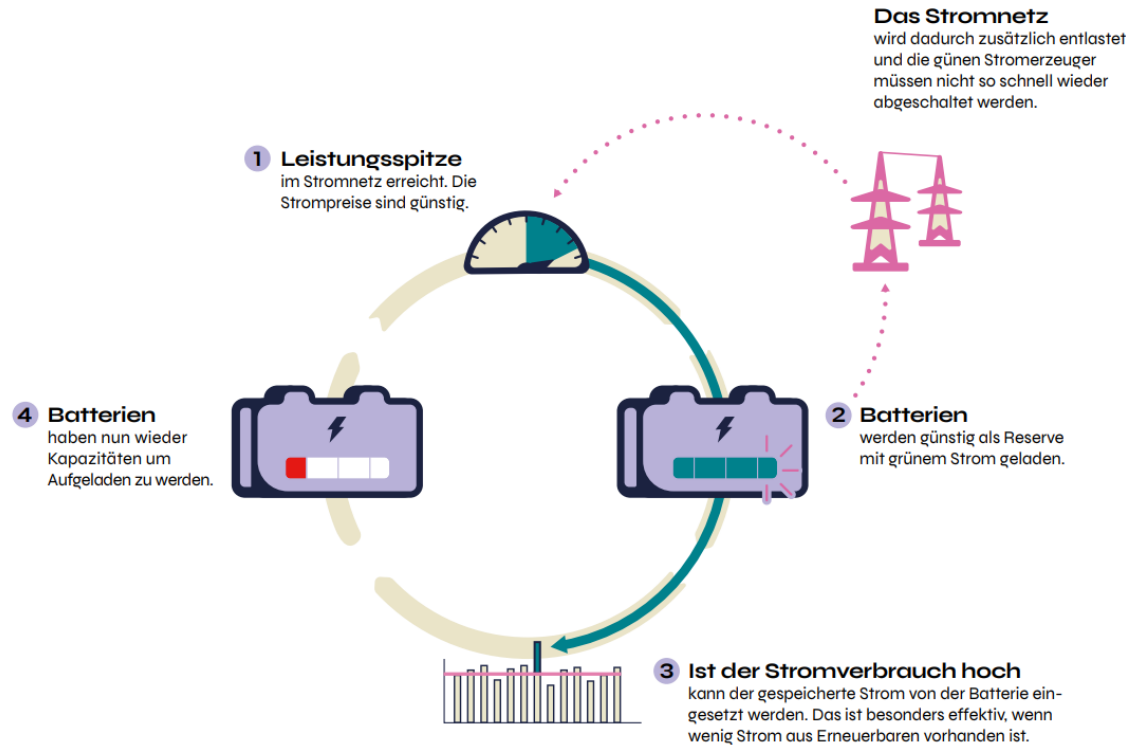 Das Stromnetz
wird dadurch zusätzlich entlastet
und die günen Stromerzeuger
müssen nicht so schnell wieder
abgeschaltet werden.
1 Leistungsspitze
im Stromnetz erreicht. Die
Strompreise sind günstig.
2 Batterien
werden günstig als Reserve
mit grünem Strom geladen.
3 Ist der Stromverbrauch hoch
kann der gespeicherte Strom von der Batterie ein-
gesetzt werden. Das ist besonders effektiv, wenn
wenig Strom aus Erneuerbaren vorhanden ist.
4 Batterien
haben nun wieder
Kapazitäten um
Aufgeladen zu werden.